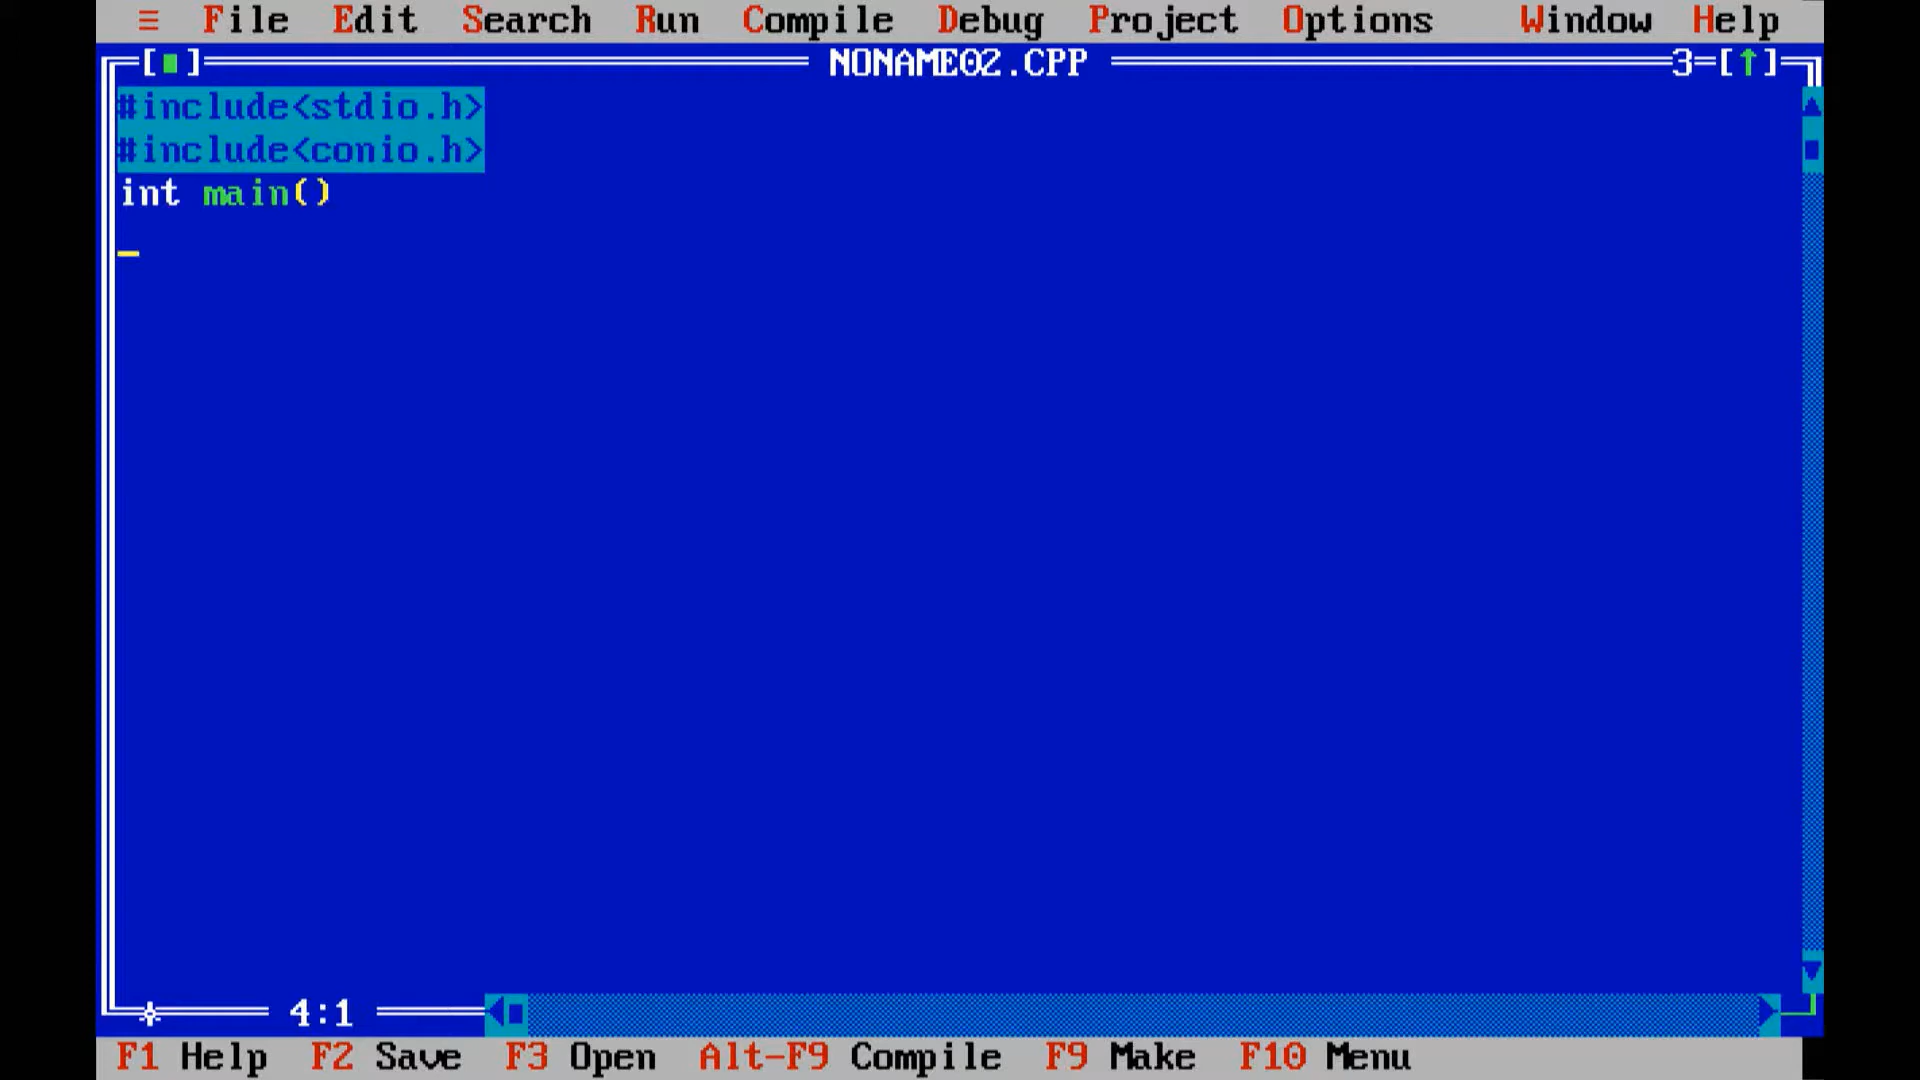 ≡ File Edit Search Run Compile Debug Project Options Window Help
[■] NONAME02.CPP 3=[↑]
#include<stdio.h>
#include<conio.h>
int main()
4:1
F1 Help F2 Save F3 Open Alt-F9 Compile F9 Make F10 Menu